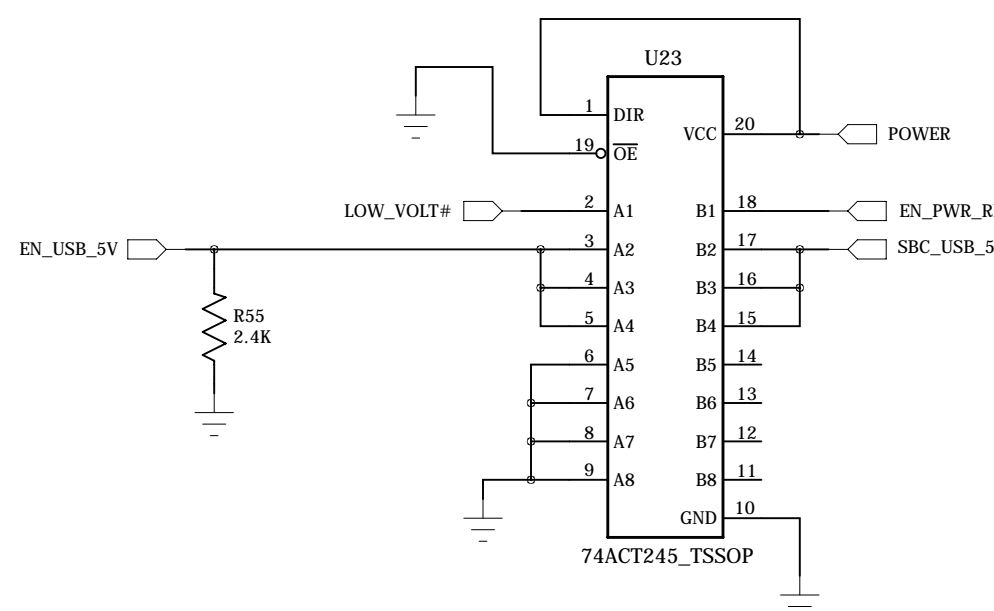 U23
1 DIR
VCC 20 POWER
19 OE
LOW_VOLT# 2 A1
B1 18 EN_PWR_R
EN_USB_5V 3 A2
B2 17 SBC_USB_5
4 A3
B3 16
R55
2.4K
5 A4
B4 15
6 A5
B5 14
7 A6
B6 13
8 A7
B7 12
9 A8
B8 11
GND 10
74ACT245_TSSOP